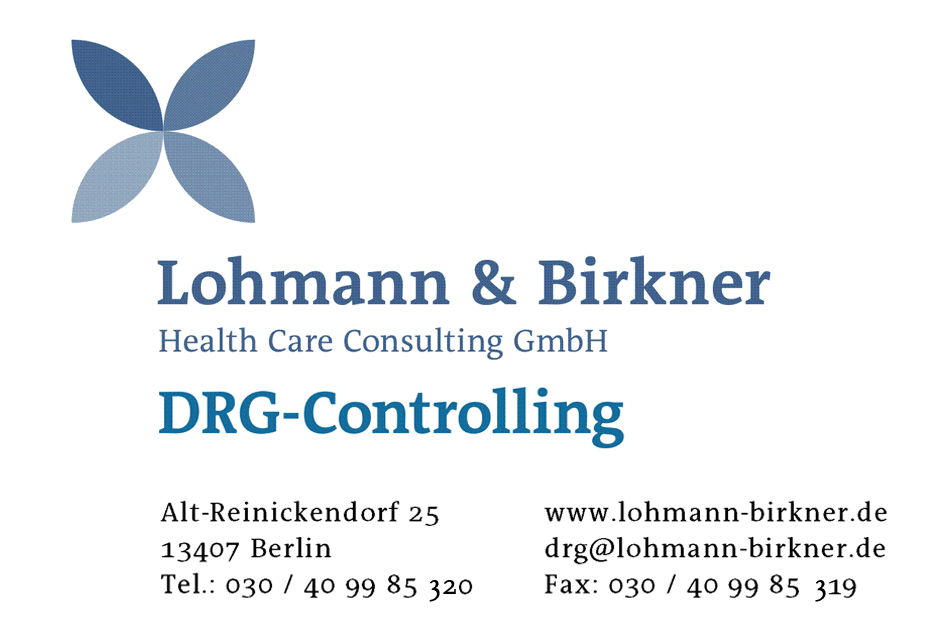 Lohmann & Birkner
Health Care Consulting GmbH
DRG-Controlling
Alt-Reinickendorf 25
13407 Berlin
Tel.: 030 / 40 99 85 320
www.lohmann-birkner.de
drg@lohmann-birkner.de
Fax: 030 / 40 99 85 319